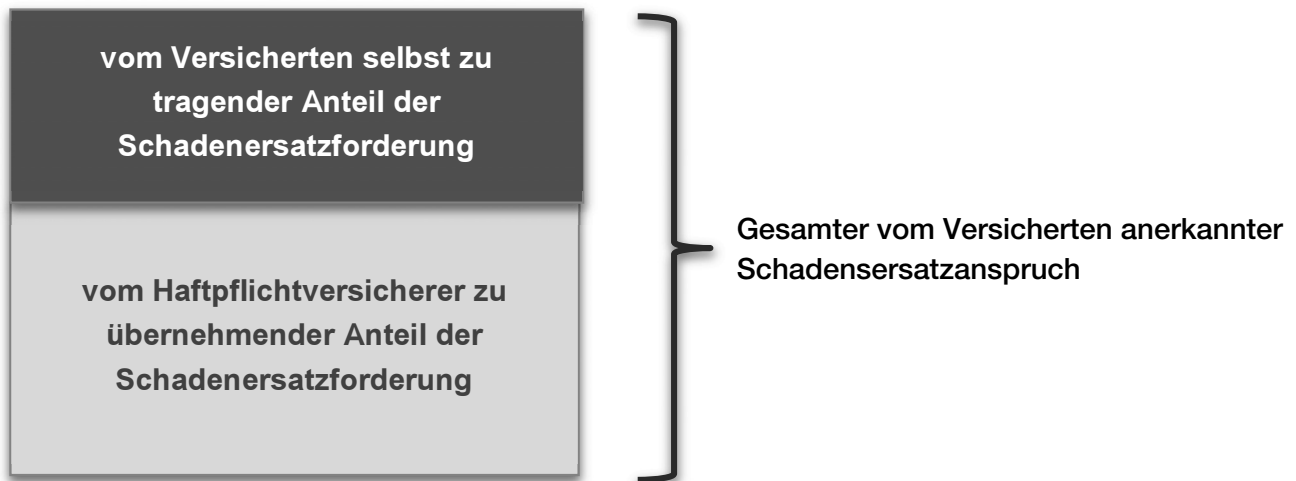 vom Versicherten selbst zu
tragender Anteil der
Schadenersatzforderung
vom Haftpflichtversicherer zu
übernehmender Anteil der
Schadenersatzforderung
Gesamter vom Versicherten anerkannter
Schadensersatzanspruch